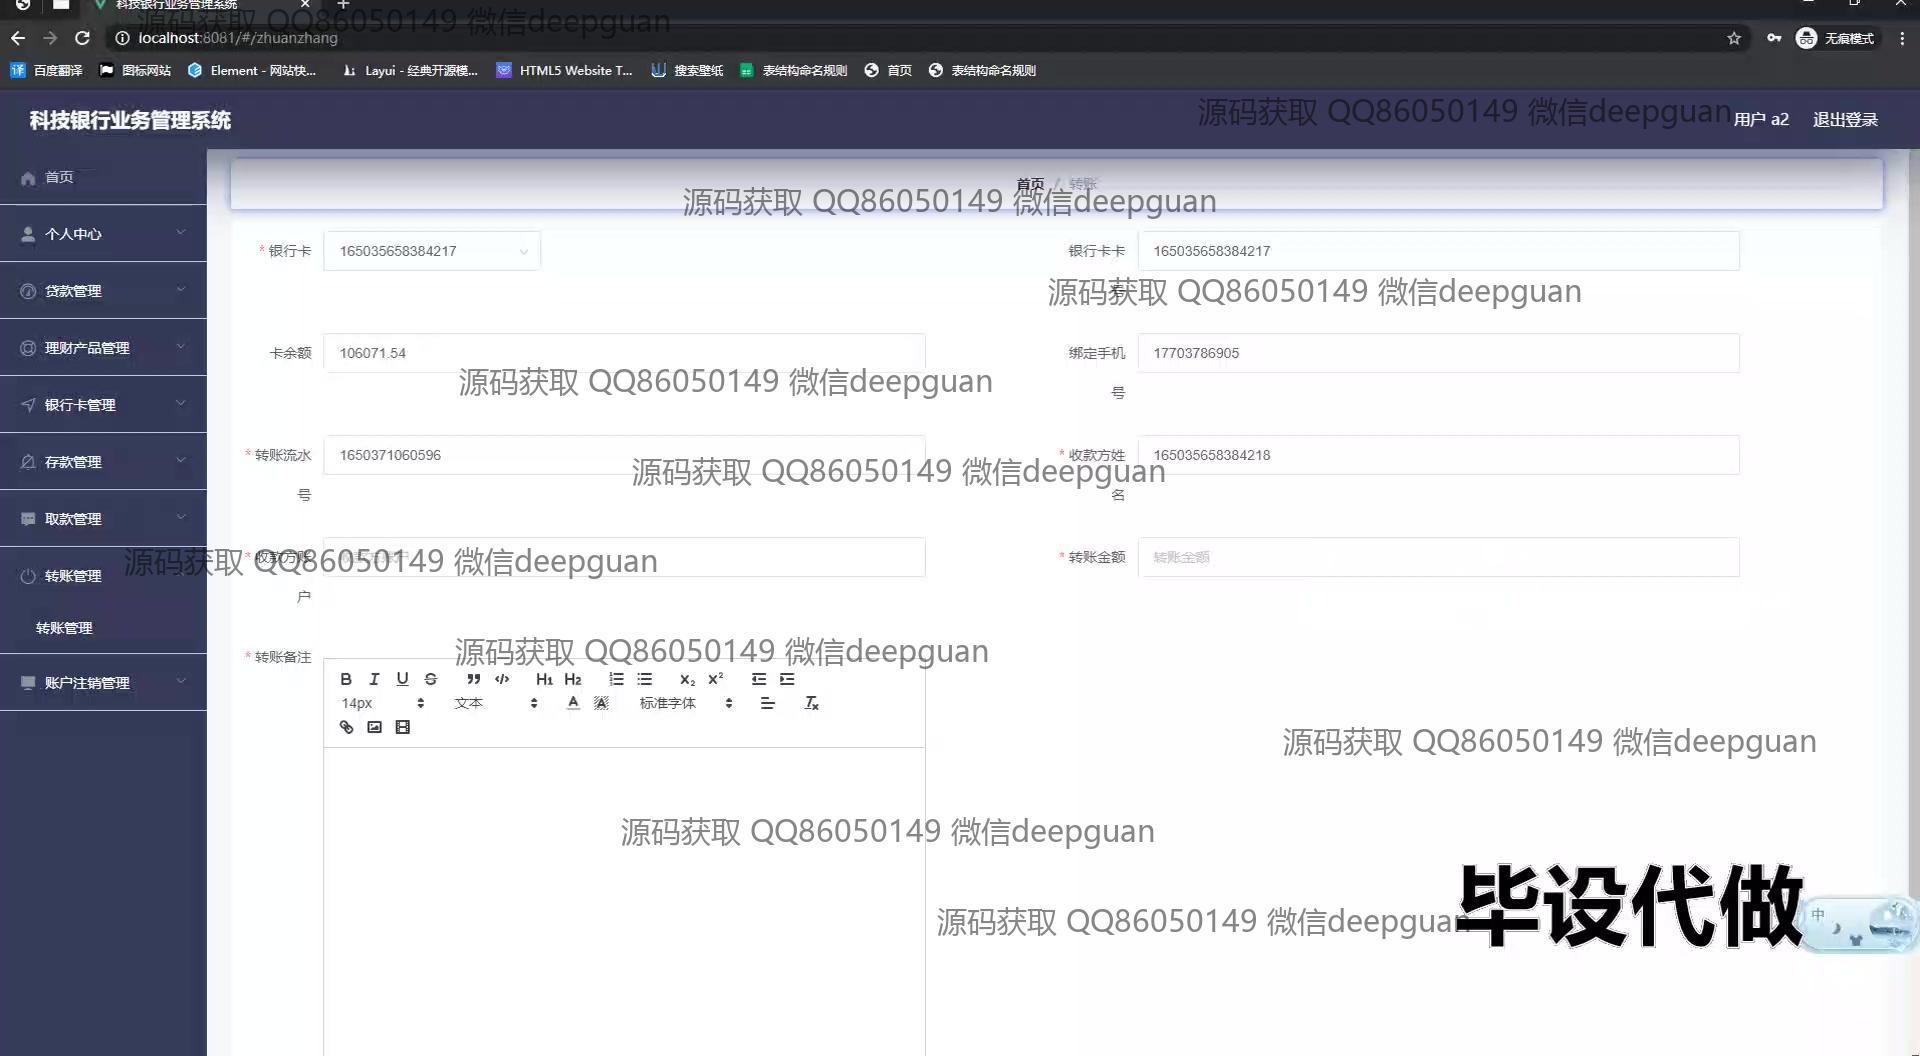 科技银行业务管理系统
源码获取 QQ86050149 微信deepguan
localhost:8081/#/zhuanzhang
无痕模式
百度翻译 图标网站 Element - 网站快... Layui - 经典开源模... HTML5 Website T... 搜索壁纸 表结构命名规则 首页 表结构命名规则
科技银行业务管理系统
源码获取 QQ86050149 微信deepguan
用户 a2 退出登录
首页
首页 / 转账
源码获取 QQ86050149 微信deepguan
个人中心
* 银行卡 165035658384217
银行卡卡 165035658384217
贷款管理
源码获取 QQ86050149 微信deepguan
理财产品管理
卡余额 106071.54
绑定手机号 17703786905
源码获取 QQ86050149 微信deepguan
银行卡管理
存款管理
* 转账流水号 1650371060596
* 收款方姓名 165035658384218
源码获取 QQ86050149 微信deepguan
取款管理
源码获取 QQ86050149 微信deepguan
* 收款方账户
* 转账金额 转账金额
转账管理
转账管理
* 转账备注
源码获取 QQ86050149 微信deepguan
账户注销管理
B I U S ” </> H1 H2 X2 X2
14px 文本 A A 标准字体 Tx
源码获取 QQ86050149 微信deepguan
源码获取 QQ86050149 微信deepguan
源码获取 QQ86050149 微信deepguan
毕设代做
中